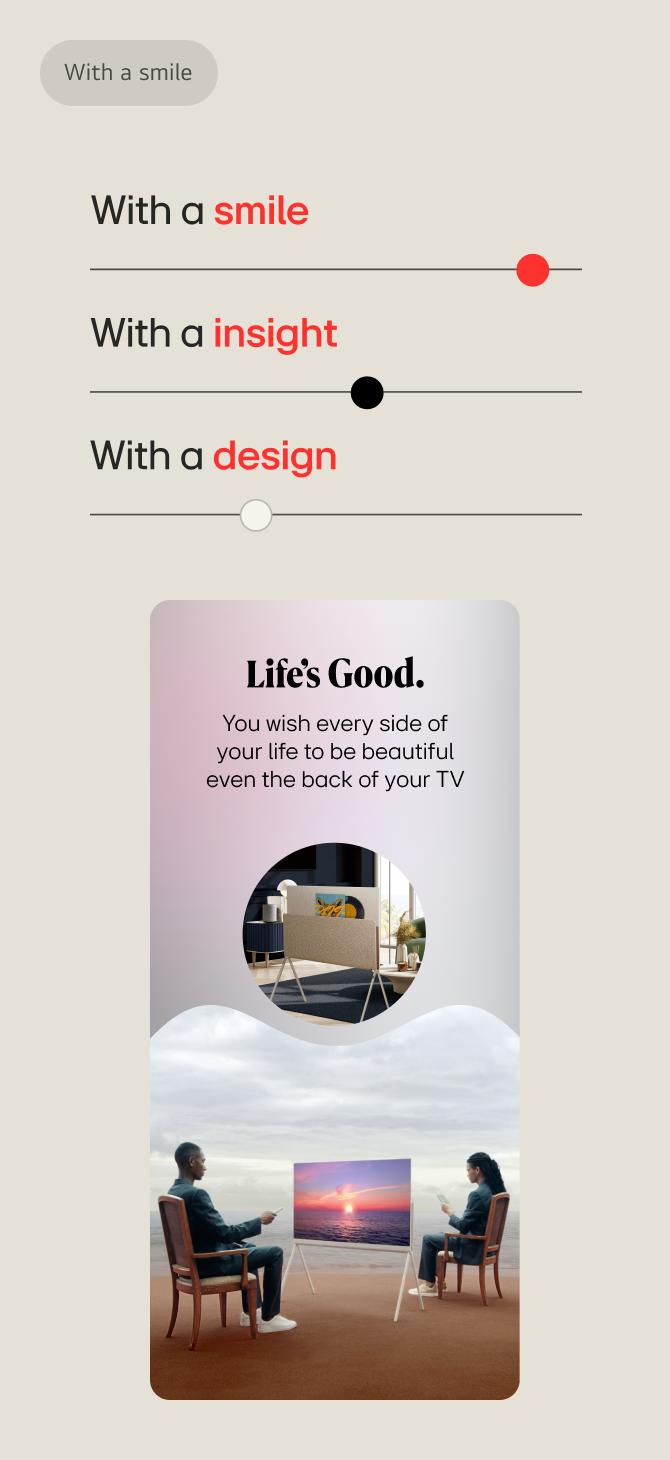 With a smile
With a smile
With a insight
With a design
Life's Good.
You wish every side of
your life to be beautiful
even the back of your TV